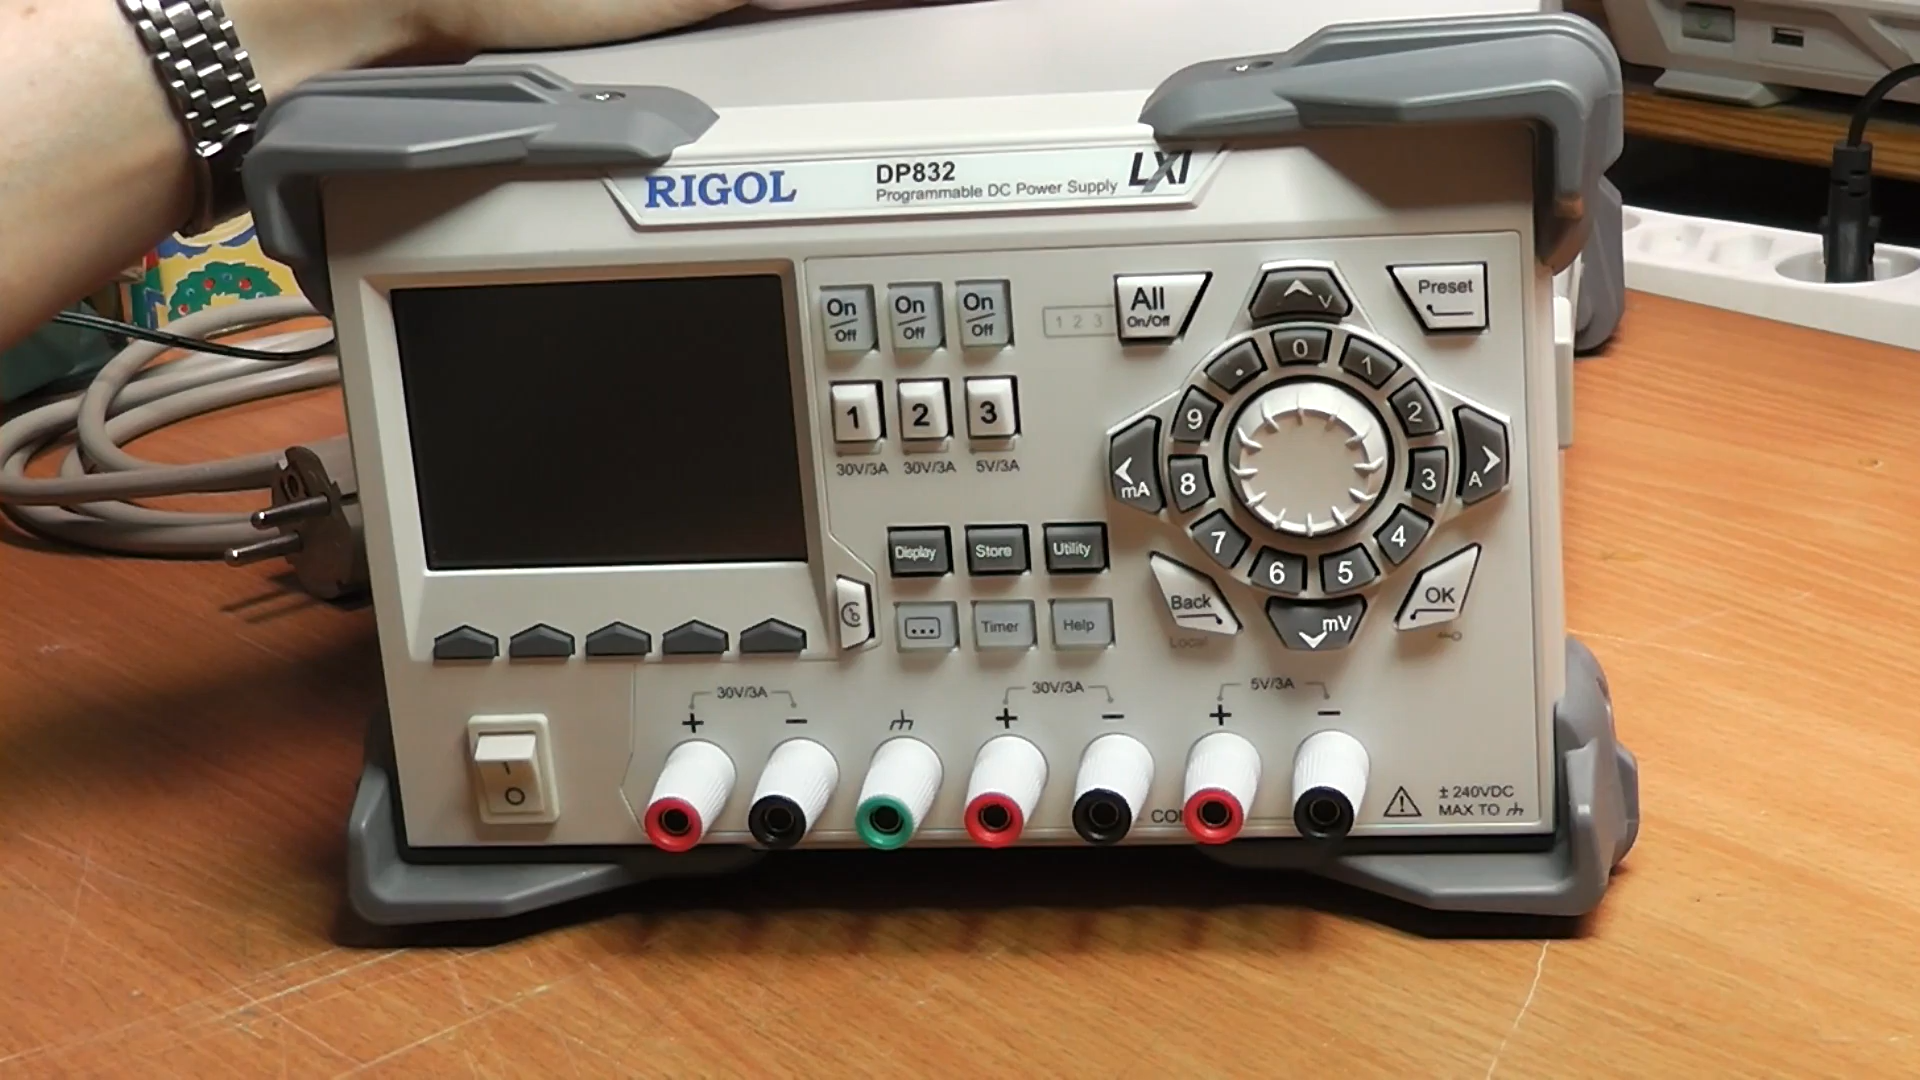 RIGOL
DP832
Programmable DC Power Supply
LXI
On
Off
On
Off
On
Off
1 2 3
All
On/Off
V
Preset
0
1
2
3
4
5
6
7
8
9
.
mA
A
mV
1
2
3
30V/3A
30V/3A
5V/3A
Display
Store
Utility
...
Timer
Help
Back
Local
OK
30V/3A
+ −
30V/3A
+ −
5V/3A
+ −
I
O
± 240VDC
MAX TO